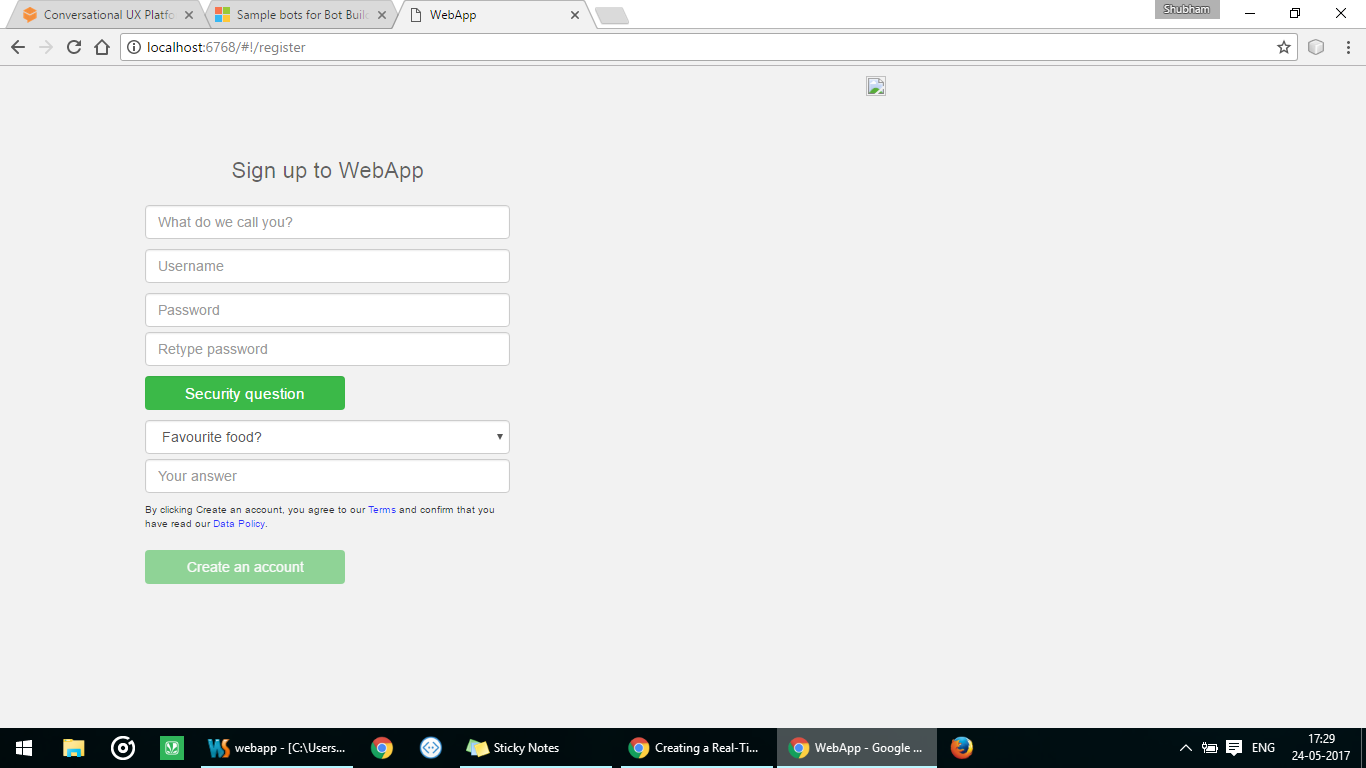 Conversational UX Platfo
Sample bots for Bot Buil
WebApp
Shubham
localhost:6768/#!/register
Sign up to WebApp
What do we call you?
Username
Password
Retype password
Security question
Favourite food?
Your answer
By clicking Create an account, you agree to our Terms and confirm that you
have read our Data Policy.
Create an account
webapp - [C:\Users...
Sticky Notes
Creating a Real-Ti...
WebApp - Google ...
ENG
17:29
24-05-2017